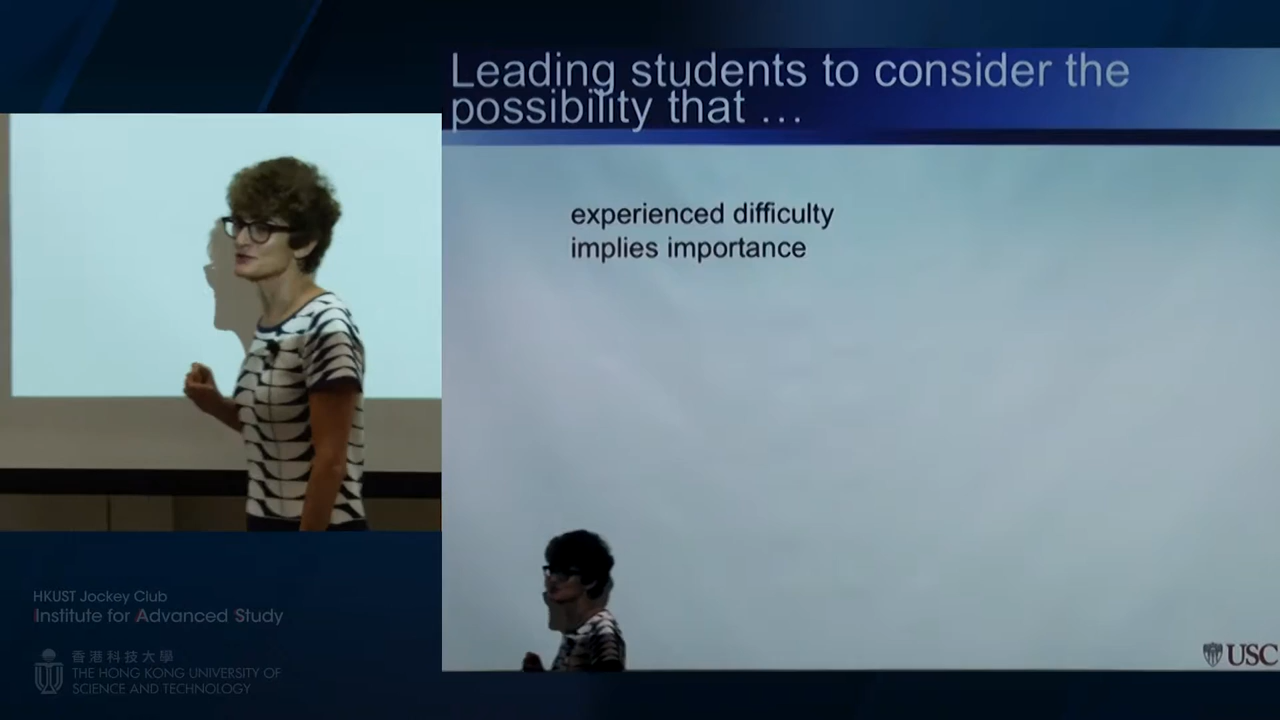 Leading students to consider the
possibility that …
experienced difficulty
implies importance
HKUST Jockey Club
Institute for Advanced Study
香港科技大學
THE HONG KONG UNIVERSITY OF
SCIENCE AND TECHNOLOGY
USC